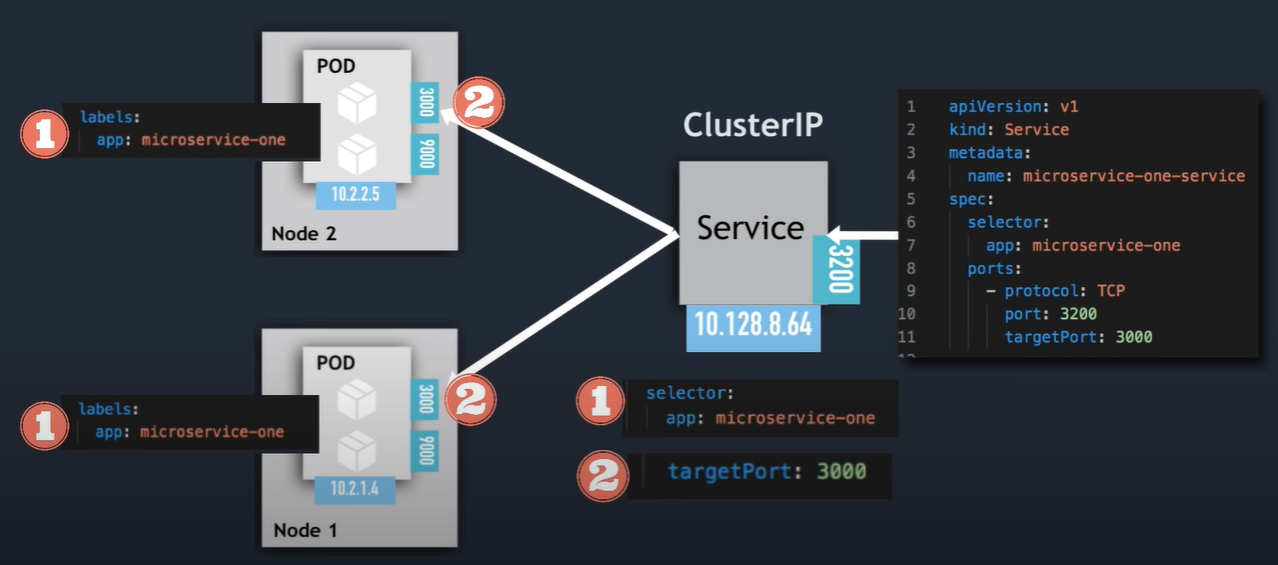 POD
3000
9000
10.2.2.5
Node 2
1
labels:
app: microservice-one
2
ClusterIP
Service
3200
10.128.8.64
1 apiVersion: v1
2 kind: Service
3 metadata:
4 name: microservice-one-service
5 spec:
6 selector:
7 app: microservice-one
8 ports:
9 - protocol: TCP
10 port: 3200
11 targetPort: 3000
POD
3000
9000
10.2.1.4
Node 1
1
labels:
app: microservice-one
2
1
selector:
app: microservice-one
2
targetPort: 3000